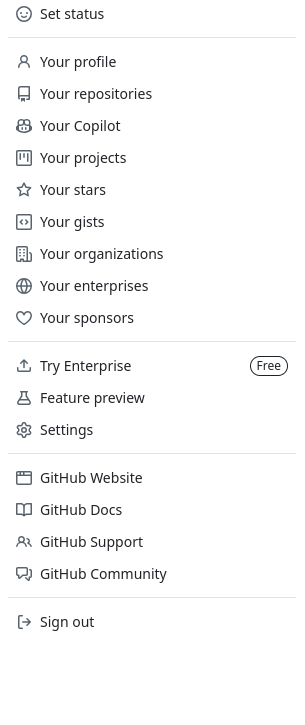 Set status
Your profile
Your repositories
Your Copilot
Your projects
Your stars
Your gists
Your organizations
Your enterprises
Your sponsors
Try Enterprise Free
Feature preview
Settings
GitHub Website
GitHub Docs
GitHub Support
GitHub Community
Sign out